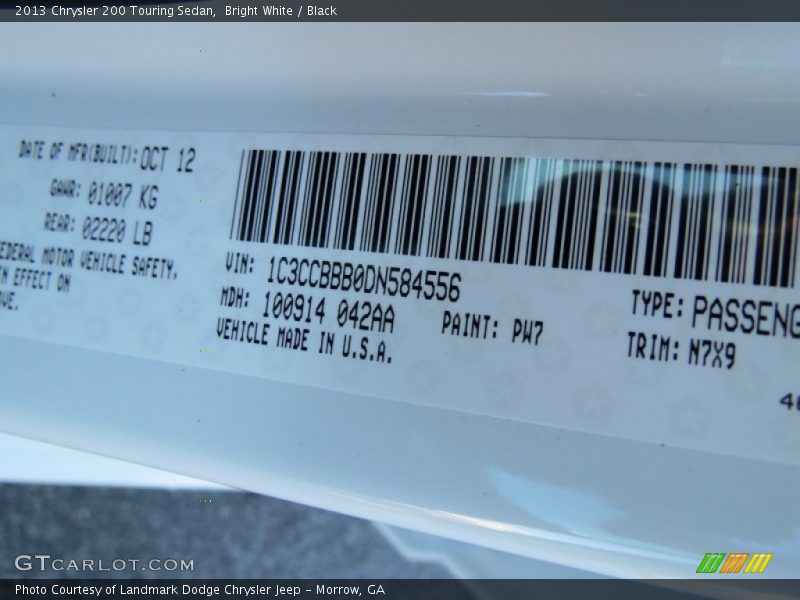 2013 Chrysler 200 Touring Sedan,  Bright White / Black
DATE OF MFR(BUILT): OCT 12
GAWR: 01007 KG
REAR: 02220 LB
FEDERAL MOTOR VEHICLE SAFETY,
IN EFFECT ON
VIN: 1C3CCBBB0DN584556
MDH: 100914 042AA
PAINT: PW7
VEHICLE MADE IN U.S.A.
TYPE: PASSENG
TRIM: N7X9
GTCARLOT.COM
Photo Courtesy of Landmark Dodge Chrysler Jeep – Morrow, GA